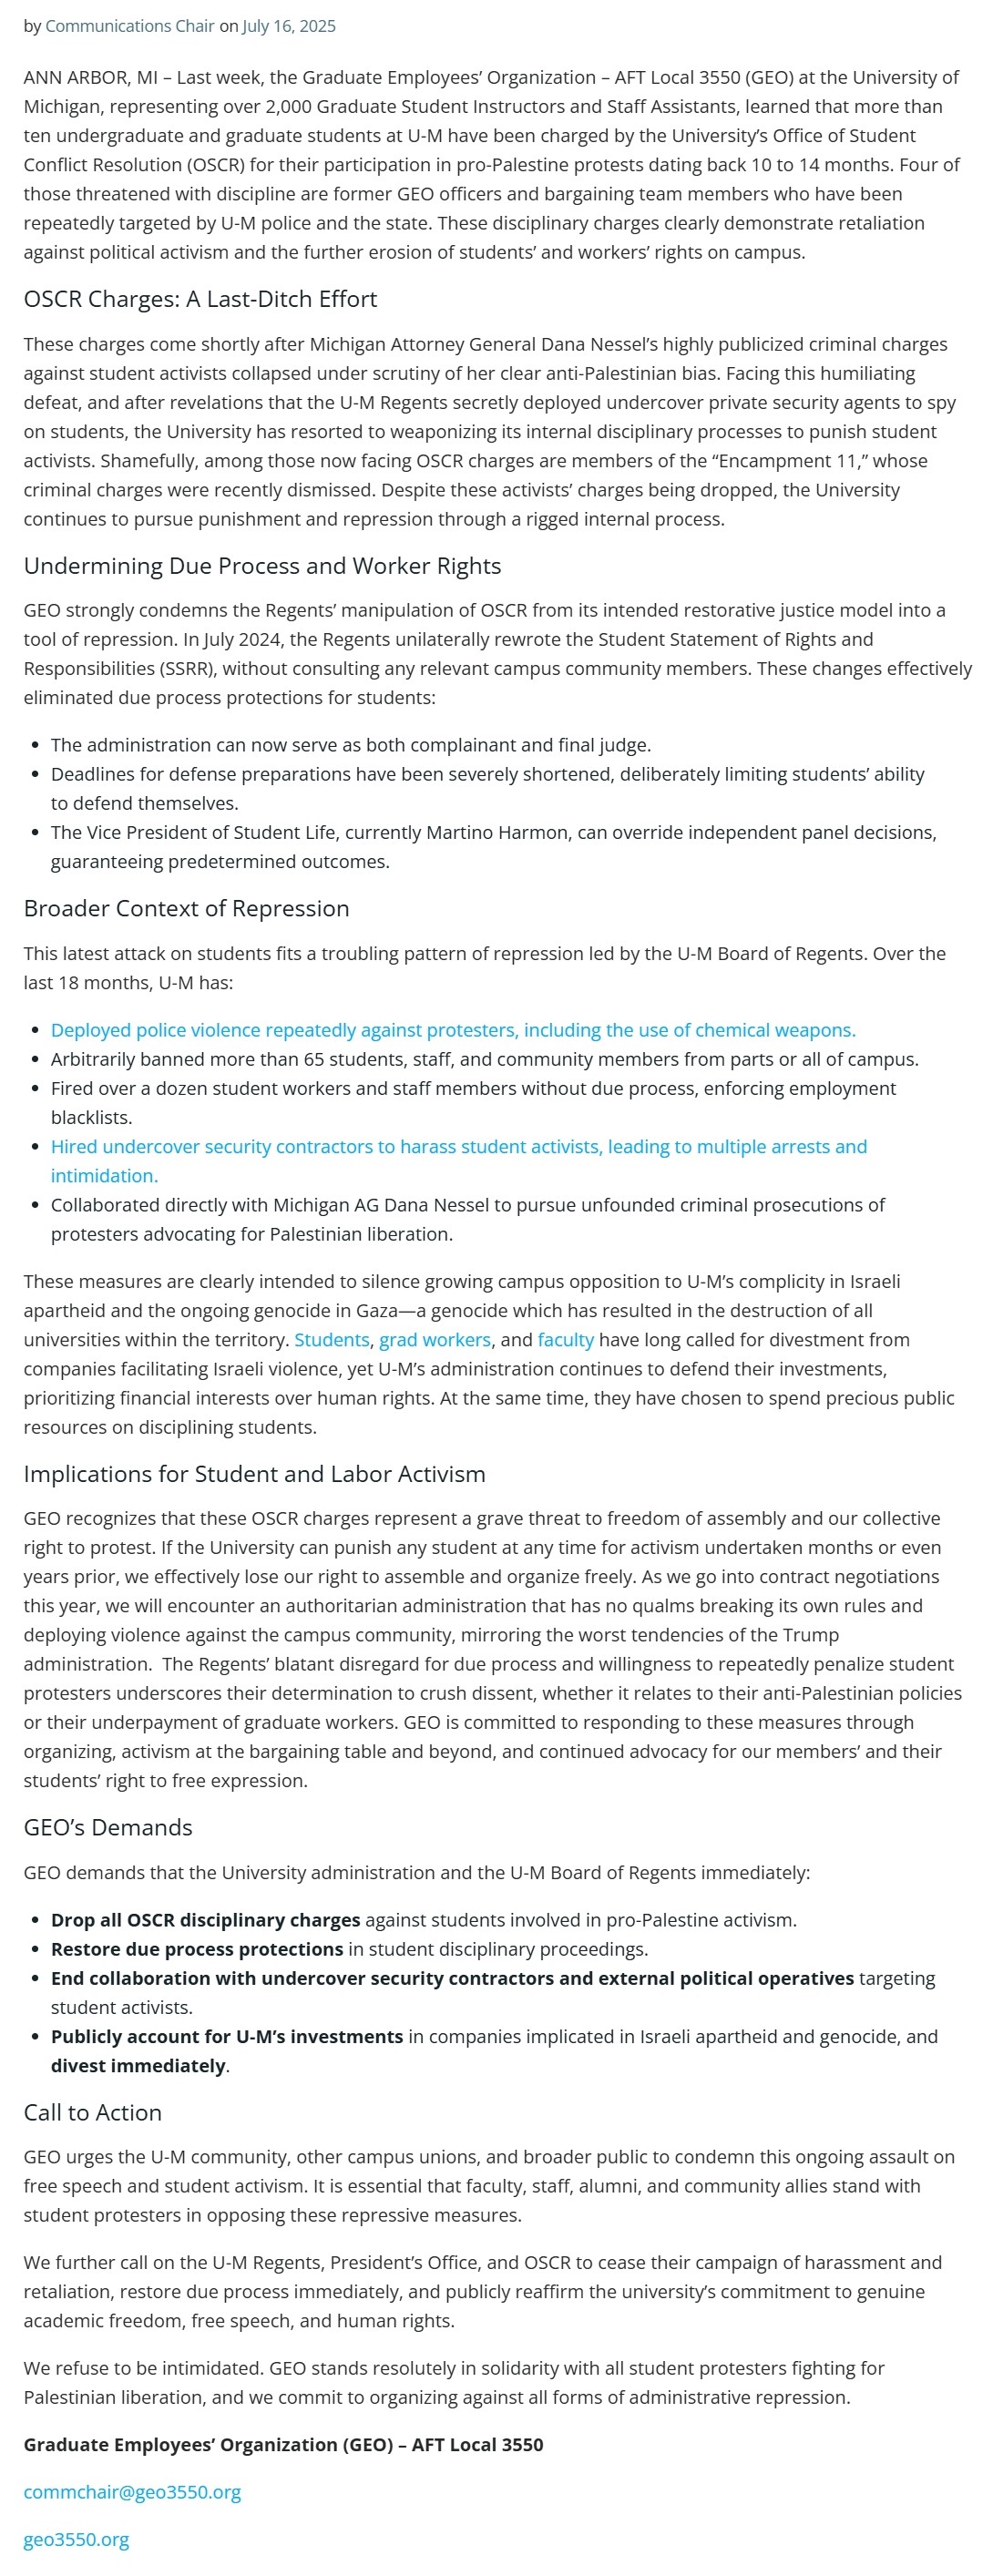 by Communications Chair on July 16, 2025
ANN ARBOR, MI – Last week, the Graduate Employees’ Organization – AFT Local 3550 (GEO) at the University of
Michigan, representing over 2,000 Graduate Student Instructors and Staff Assistants, learned that more than
ten undergraduate and graduate students at U-M have been charged by the University’s Office of Student
Conflict Resolution (OSCR) for their participation in pro-Palestine protests dating back 10 to 14 months. Four of
those threatened with discipline are former GEO officers and bargaining team members who have been
repeatedly targeted by U-M police and the state. These disciplinary charges clearly demonstrate retaliation
against political activism and the further erosion of students’ and workers’ rights on campus.
OSCR Charges: A Last-Ditch Effort
These charges come shortly after Michigan Attorney General Dana Nessel’s highly publicized criminal charges
against student activists collapsed under scrutiny of her clear anti-Palestinian bias. Facing this humiliating
defeat, and after revelations that the U-M Regents secretly deployed undercover private security agents to spy
on students, the University has resorted to weaponizing its internal disciplinary processes to punish student
activists. Shamefully, among those now facing OSCR charges are members of the “Encampment 11,” whose
criminal charges were recently dismissed. Despite these activists’ charges being dropped, the University
continues to pursue punishment and repression through a rigged internal process.
Undermining Due Process and Worker Rights
GEO strongly condemns the Regents’ manipulation of OSCR from its intended restorative justice model into a
tool of repression. In July 2024, the Regents unilaterally rewrote the Student Statement of Rights and
Responsibilities (SSRR), without consulting any relevant campus community members. These changes effectively
eliminated due process protections for students:
• The administration can now serve as both complainant and final judge.
• Deadlines for defense preparations have been severely shortened, deliberately limiting students’ ability
to defend themselves.
• The Vice President of Student Life, currently Martino Harmon, can override independent panel decisions,
guaranteeing predetermined outcomes.
Broader Context of Repression
This latest attack on students fits a troubling pattern of repression led by the U-M Board of Regents. Over the
last 18 months, U-M has:
• Deployed police violence repeatedly against protesters, including the use of chemical weapons.
• Arbitrarily banned more than 65 students, staff, and community members from parts or all of campus.
• Fired over a dozen student workers and staff members without due process, enforcing employment
blacklists.
• Hired undercover security contractors to harass student activists, leading to multiple arrests and
intimidation.
• Collaborated directly with Michigan AG Dana Nessel to pursue unfounded criminal prosecutions of
protesters advocating for Palestinian liberation.
These measures are clearly intended to silence growing campus opposition to U-M’s complicity in Israeli
apartheid and the ongoing genocide in Gaza—a genocide which has resulted in the destruction of all
universities within the territory. Students, grad workers, and faculty have long called for divestment from
companies facilitating Israeli violence, yet U-M’s administration continues to defend their investments,
prioritizing financial interests over human rights. At the same time, they have chosen to spend precious public
resources on disciplining students.
Implications for Student and Labor Activism
GEO recognizes that these OSCR charges represent a grave threat to freedom of assembly and our collective
right to protest. If the University can punish any student at any time for activism undertaken months or even
years prior, we effectively lose our right to assemble and organize freely. As we go into contract negotiations
this year, we will encounter an authoritarian administration that has no qualms breaking its own rules and
deploying violence against the campus community, mirroring the worst tendencies of the Trump
administration.  The Regents’ blatant disregard for due process and willingness to repeatedly penalize student
protesters underscores their determination to crush dissent, whether it relates to their anti-Palestinian policies
or their underpayment of graduate workers. GEO is committed to responding to these measures through
organizing, activism at the bargaining table and beyond, and continued advocacy for our members’ and their
students’ right to free expression.
GEO’s Demands
GEO demands that the University administration and the U-M Board of Regents immediately:
• Drop all OSCR disciplinary charges against students involved in pro-Palestine activism.
• Restore due process protections in student disciplinary proceedings.
• End collaboration with undercover security contractors and external political operatives targeting
student activists.
• Publicly account for U-M’s investments in companies implicated in Israeli apartheid and genocide, and
divest immediately.
Call to Action
GEO urges the U-M community, other campus unions, and broader public to condemn this ongoing assault on
free speech and student activism. It is essential that faculty, staff, alumni, and community allies stand with
student protesters in opposing these repressive measures.
We further call on the U-M Regents, President’s Office, and OSCR to cease their campaign of harassment and
retaliation, restore due process immediately, and publicly reaffirm the university’s commitment to genuine
academic freedom, free speech, and human rights.
We refuse to be intimidated. GEO stands resolutely in solidarity with all student protesters fighting for
Palestinian liberation, and we commit to organizing against all forms of administrative repression.
Graduate Employees’ Organization (GEO) – AFT Local 3550
commchair@geo3550.org
geo3550.org